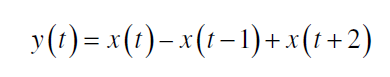 y(t) = x(t) − x(t − 1) + x(t + 2)